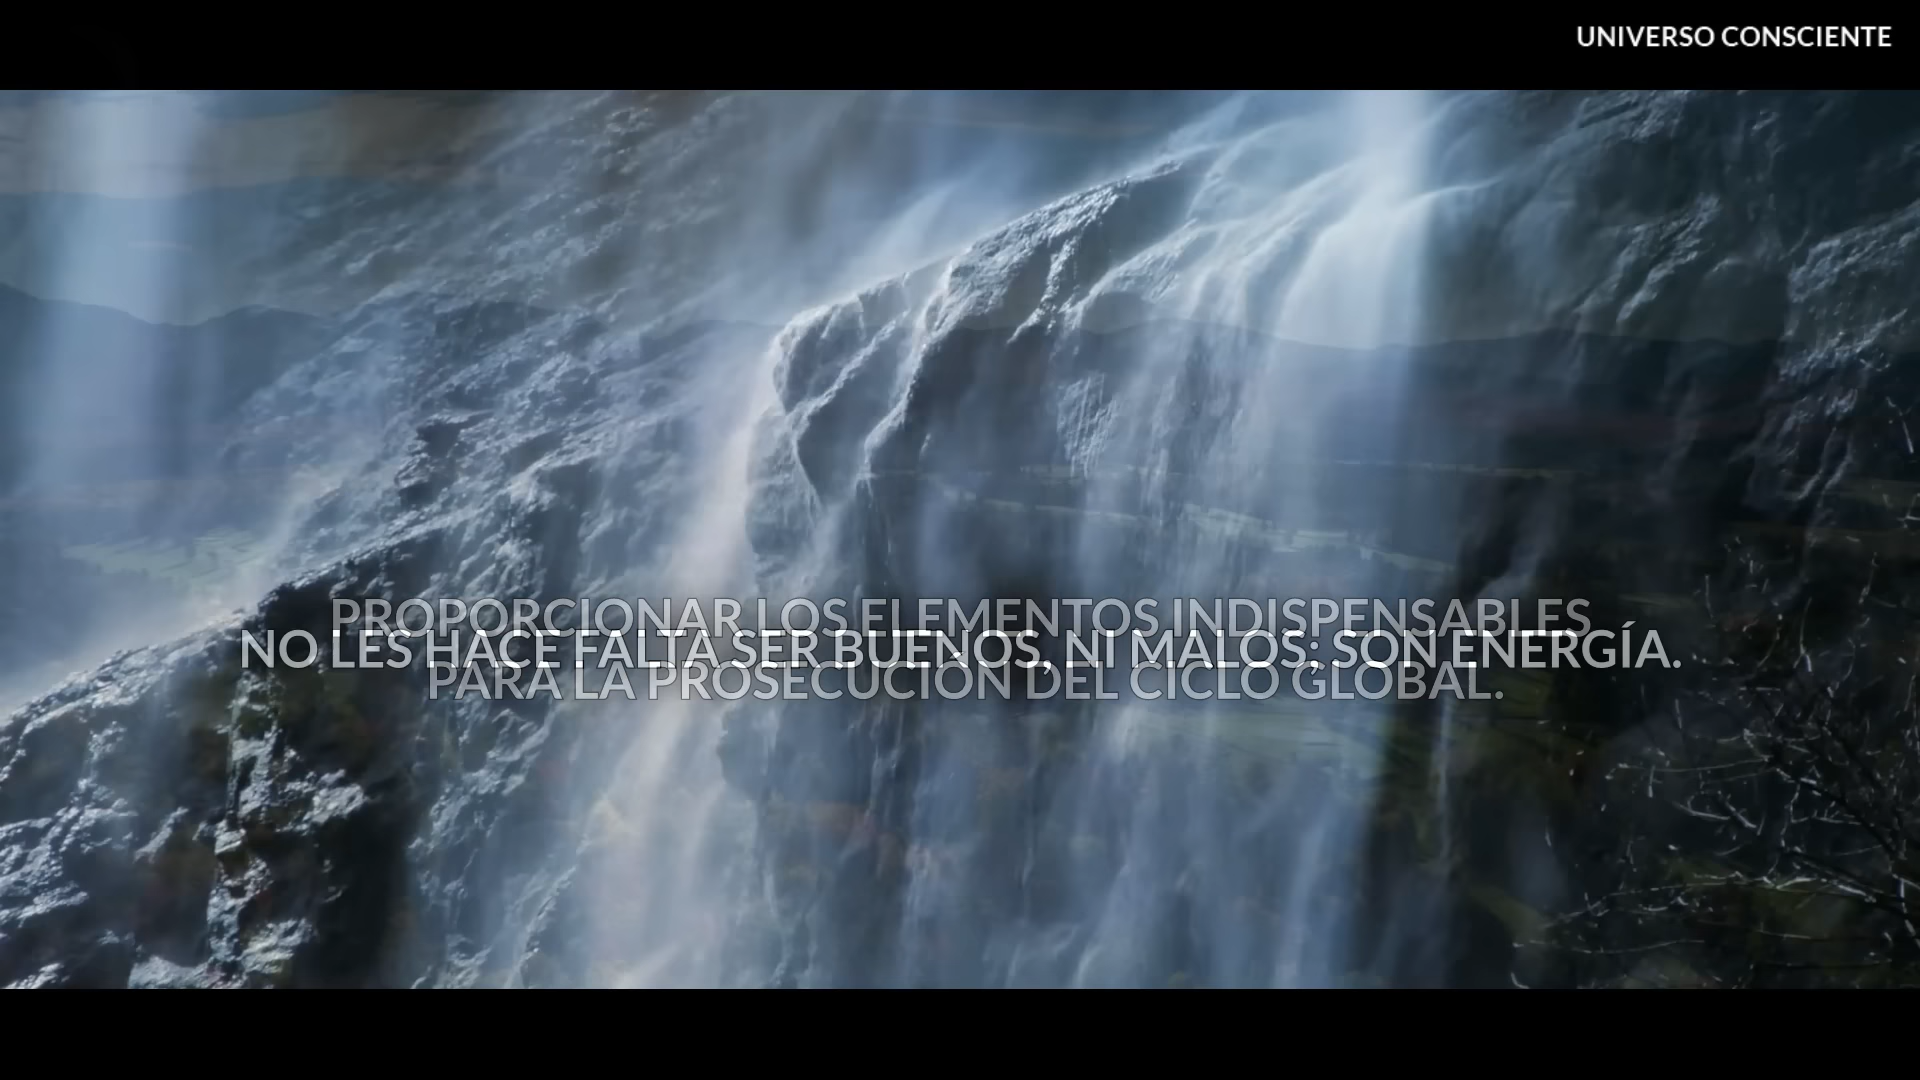 UNIVERSO CONSCIENTE
PROPORCIONAR LOS ELEMENTOS INDISPENSABLES
NO LES HACE FALTA SER BUENOS, NI MALOS; SON ENERGÍA.
PARA LA PROSECUCIÓN DEL CICLO GLOBAL.